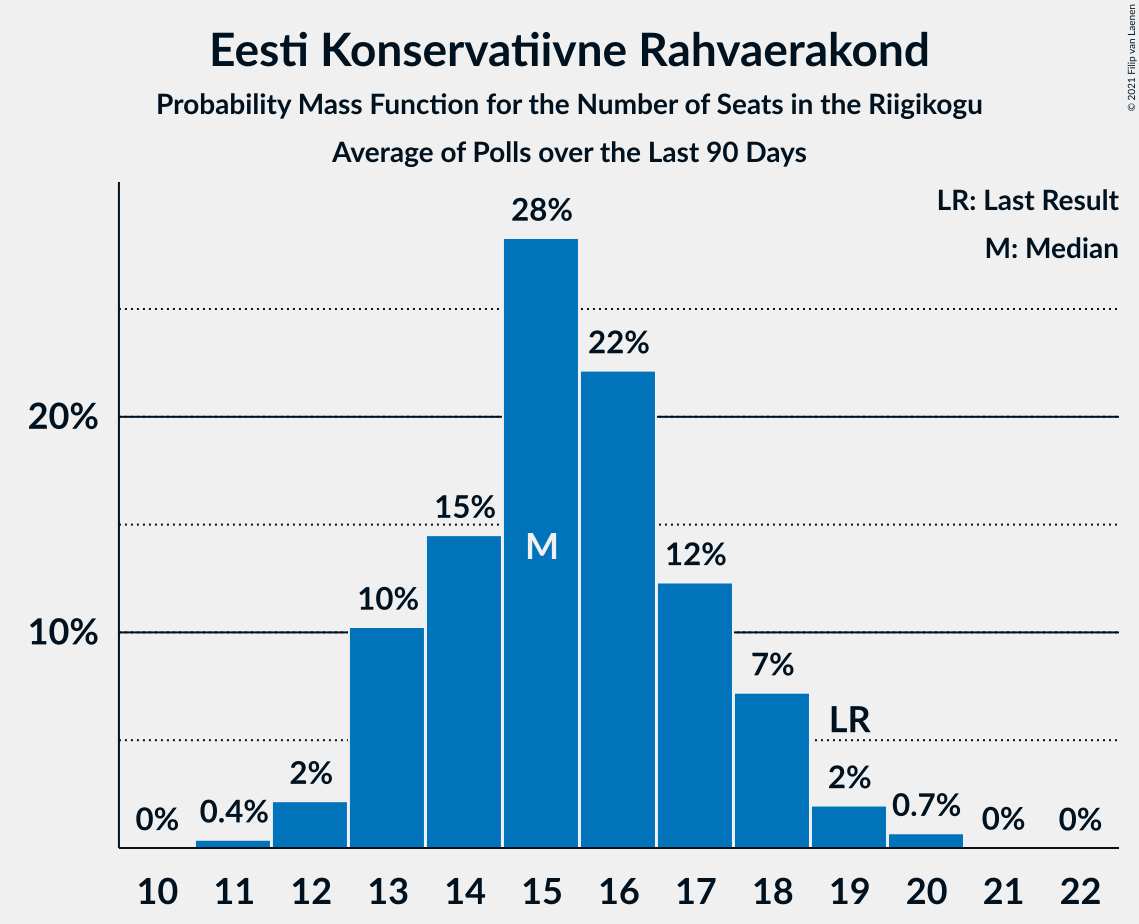 Eesti Konservatiivne Rahvaerakond
Probability Mass Function for the Number of Seats in the Riigikogu
Average of Polls over the Last 90 Days
© 2021 Filip van Laenen
LR: Last Result
M: Median
28%
22%
20%
15%
M
12%
10%
10%
7%
LR
2%
2%
0%
0.4%
0.7%
0%
0%
10 11 12 13 14 15 16 17 18 19 20 21 22